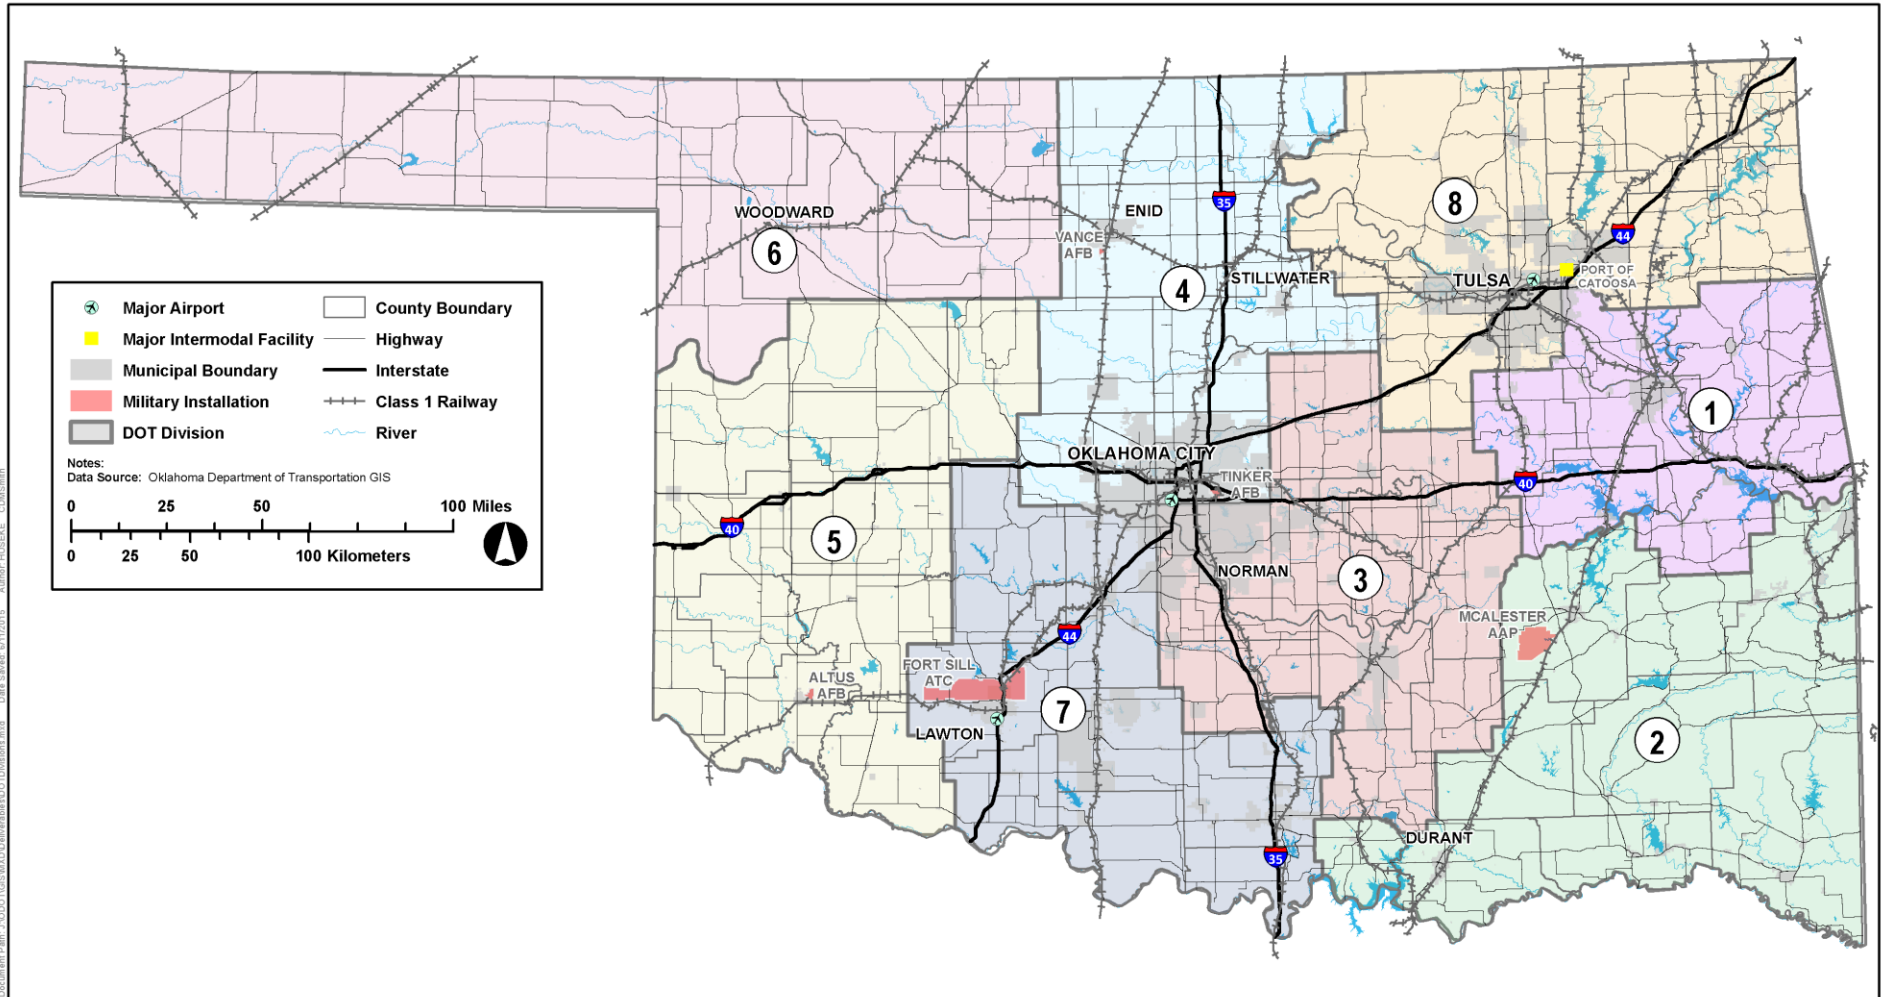 WOODWARD
6
ENID
VANCE
AFB
35
4
STILLWATER
8
44
TULSA
PORT OF
CATOOSA
Major Airport
Major Intermodal Facility
Municipal Boundary
Military Installation
DOT Division
County Boundary
Highway
Interstate
Class 1 Railway
River
Notes:
Data Source: Oklahoma Department of Transportation GIS
0 25 50 100 Miles
0 25 50 100 Kilometers
1
OKLAHOMA CITY
TINKER
AFB
40
40
5
NORMAN
3
MCALESTER
AAP
44
FORT SILL
ATC
ALTUS
AFB
7
LAWTON
2
DURANT
35